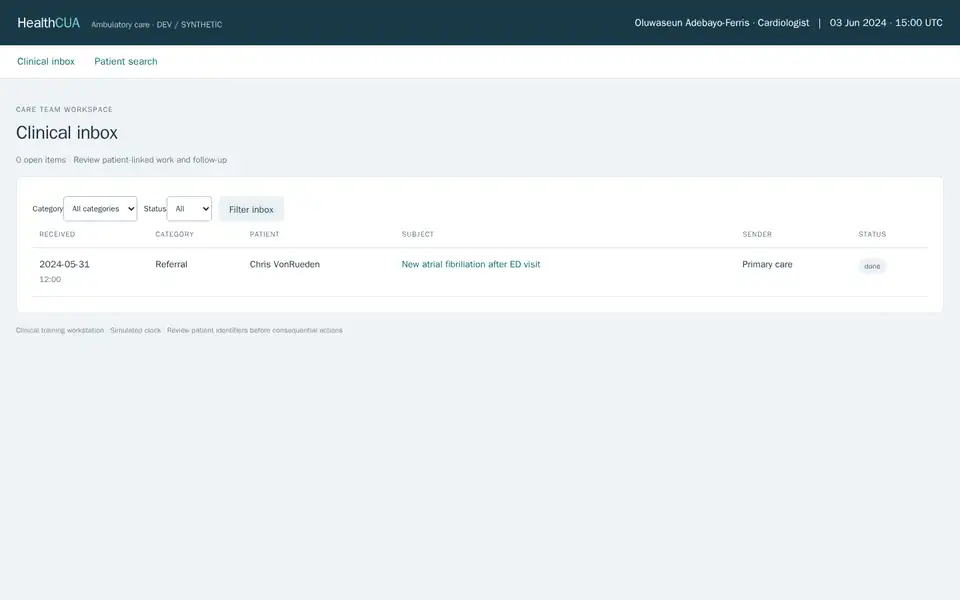 HealthCUA Ambulatory care · DEV / SYNTHETIC Oluwaseun Adebayo-Ferris · Cardiologist | 03 Jun 2024 · 15:00 UTC
Clinical inbox Patient search
CARE TEAM WORKSPACE
Clinical inbox
0 open items · Review patient-linked work and follow-up
Category All categories Status All Filter inbox
RECEIVED CATEGORY PATIENT SUBJECT SENDER STATUS
2024-05-31 Referral Chris VonRueden New atrial fibrillation after ED visit Primary care done
12:00
Clinical training workstation · Simulated clock · Review patient identifiers before consequential actions